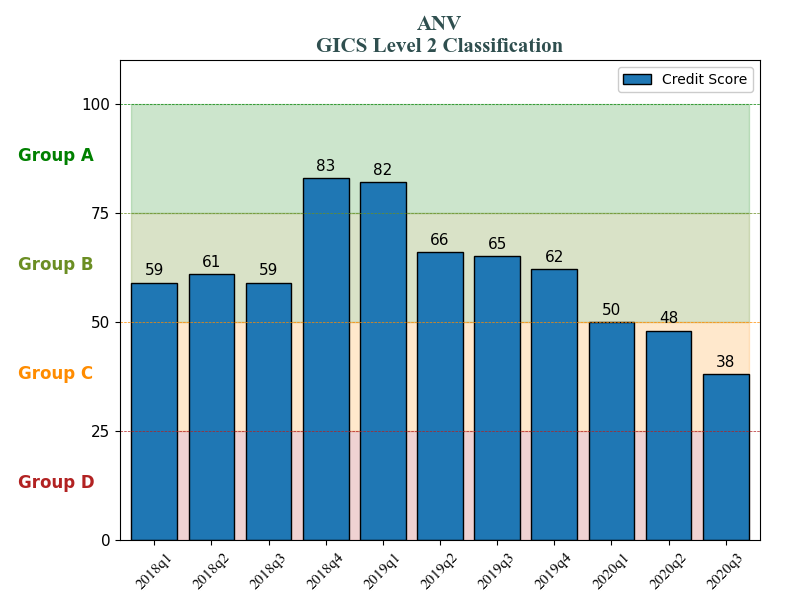 ANV
GICS Level 2 Classification
Credit Score
100
Group A
83
82
75
66
65
62
61
59
59
Group B
50
50
48
38
Group C
25
Group D
0
2018q1
2018q2
2018q3
2018q4
2019q1
2019q2
2019q3
2019q4
2020q1
2020q2
2020q3